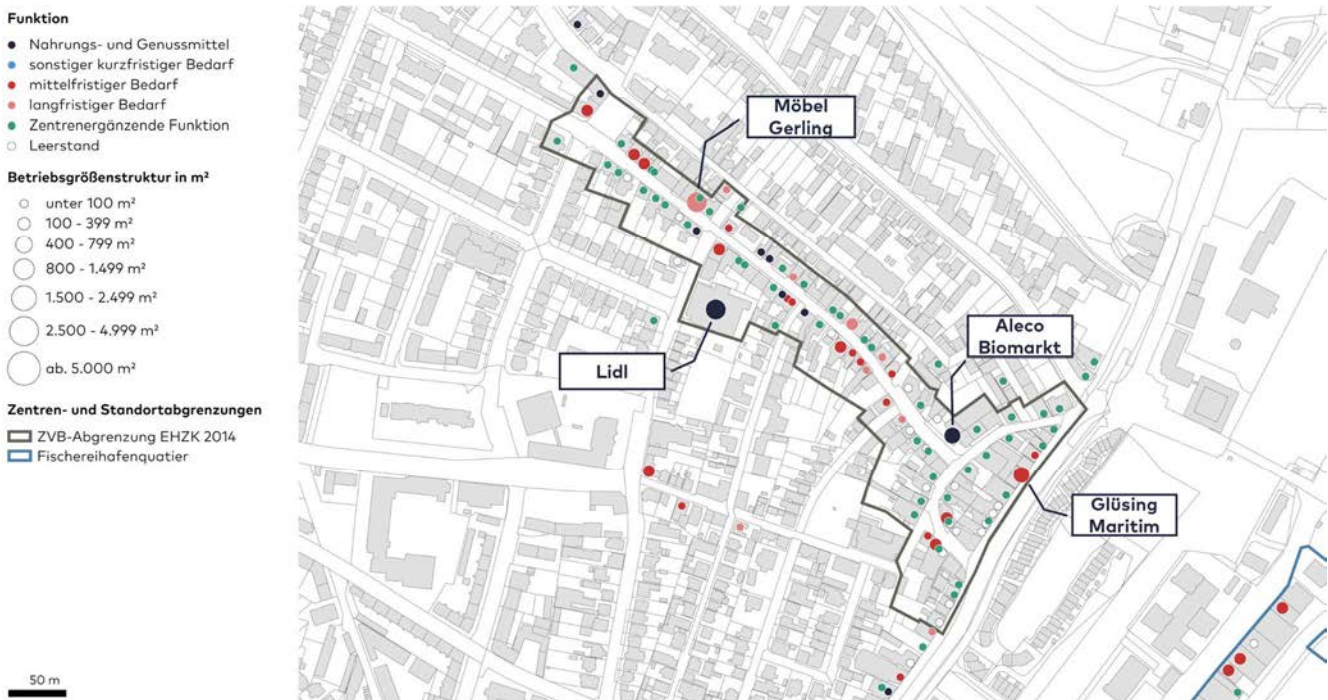 Funktion
Nahrungs- und Genussmittel
sonstiger kurzfristiger Bedarf
mittelfristiger Bedarf
langfristiger Bedarf
Zentrenergänzende Funktion
Leerstand
Betriebsgrößenstruktur in m²
unter 100 m²
100 - 399 m²
400 - 799 m²
800 - 1.499 m²
1.500 - 2.499 m²
2.500 - 4.999 m²
ab. 5.000 m²
Zentren- und Standortabgrenzungen
ZVB-Abgrenzung EHZK 2014
Fischereihafenquatier
50 m
Möbel
Gerling
Lidl
Aleco
Biomarkt
Glüsing
Maritim